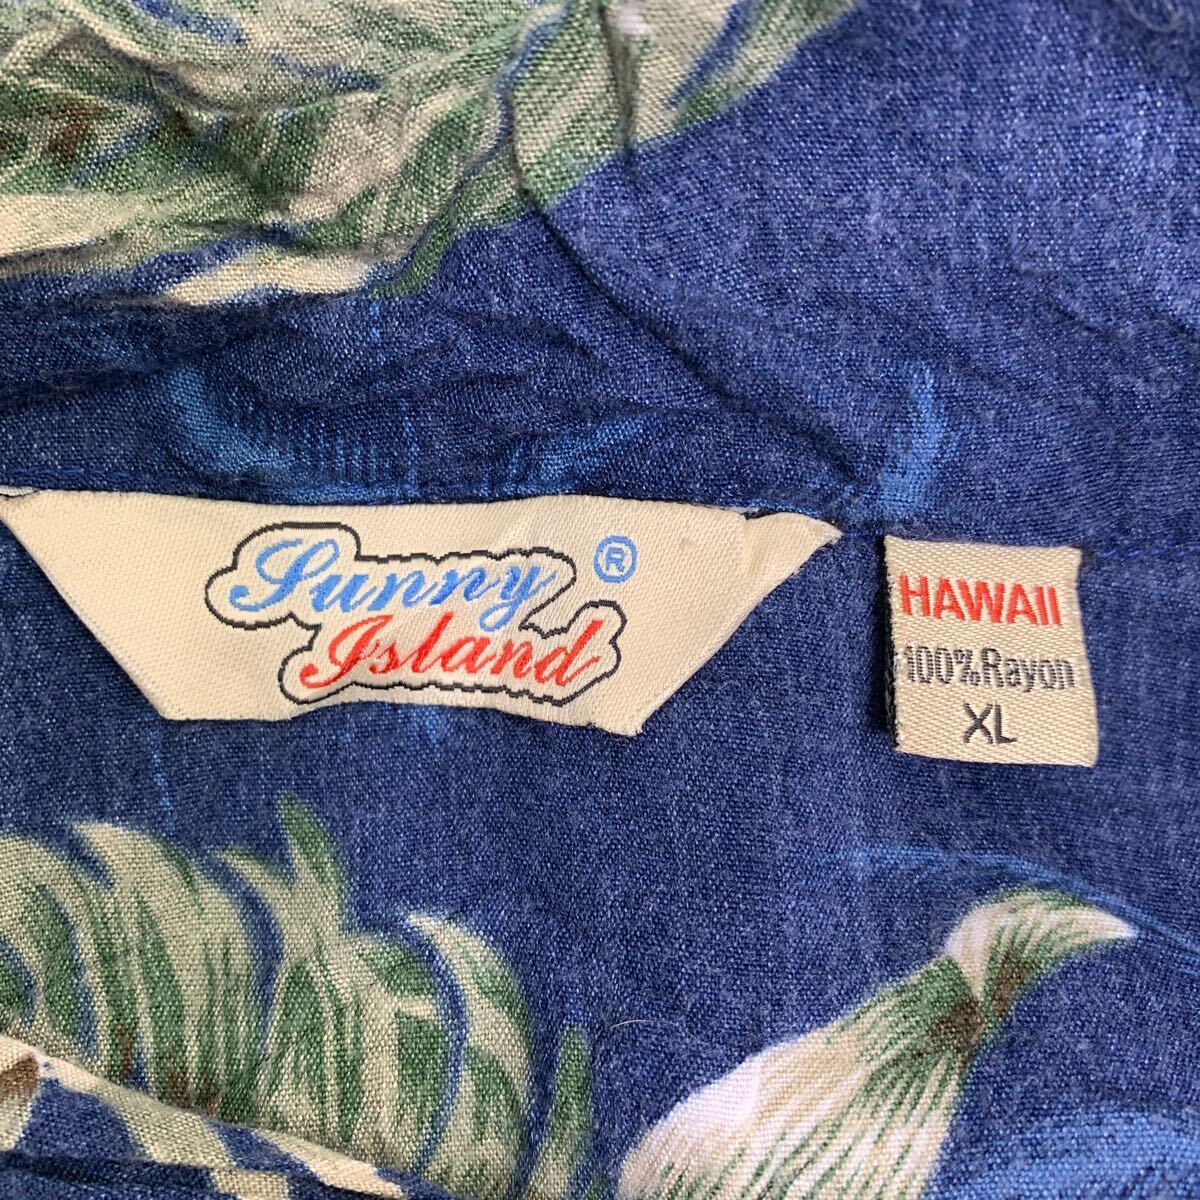 Sunny ®
Island
HAWAII
100%Rayon
XL